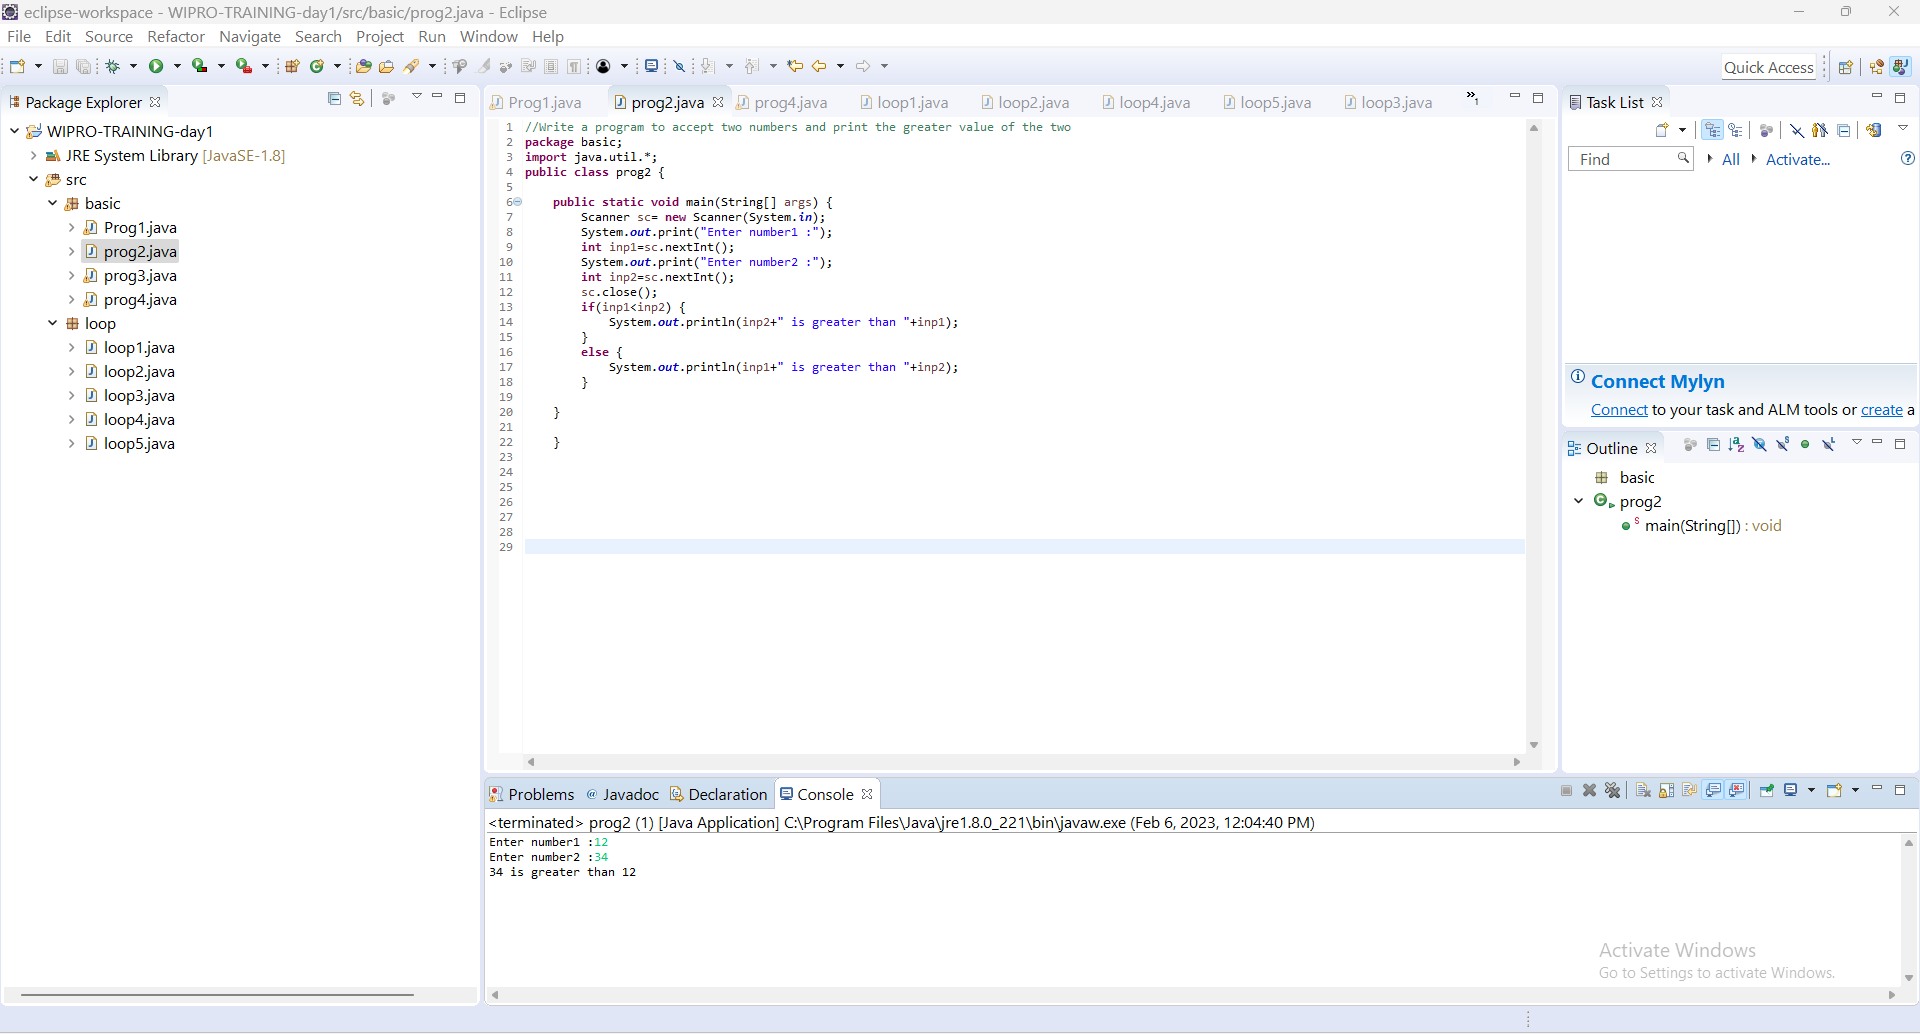 eclipse-workspace - WIPRO-TRAINING-day1/src/basic/prog2.java - Eclipse
File Edit Source Refactor Navigate Search Project Run Window Help
Quick Access
Package Explorer
WIPRO-TRAINING-day1
JRE System Library [JavaSE-1.8]
src
basic
Prog1.java
prog2.java
prog3.java
prog4.java
loop
loop1.java
loop2.java
loop3.java
loop4.java
loop5.java
Prog1.java prog2.java prog4.java loop1.java loop2.java loop4.java loop5.java loop3.java »1
1 //Write a program to accept two numbers and print the greater value of the two
2 package basic;
3 import java.util.*;
4 public class prog2 {
5
6 public static void main(String[] args) {
7 Scanner sc= new Scanner(System.in);
8 System.out.print("Enter number1 :");
9 int inp1=sc.nextInt();
10 System.out.print("Enter number2 :");
11 int inp2=sc.nextInt();
12 sc.close();
13 if(inp1<inp2) {
14 System.out.println(inp2+" is greater than "+inp1);
15 }
16 else {
17 System.out.println(inp1+" is greater than "+inp2);
18 }
19
20 }
21
22 }
23
24
25
26
27
28
29
Task List
Find All Activate...
Connect Mylyn
Connect to your task and ALM tools or create a
Outline
basic
prog2
main(String[]) : void
Problems @ Javadoc Declaration Console
<terminated> prog2 (1) [Java Application] C:\Program Files\Java\jre1.8.0_221\bin\javaw.exe (Feb 6, 2023, 12:04:40 PM)
Enter number1 :12
Enter number2 :34
34 is greater than 12
Activate Windows
Go to Settings to activate Windows.